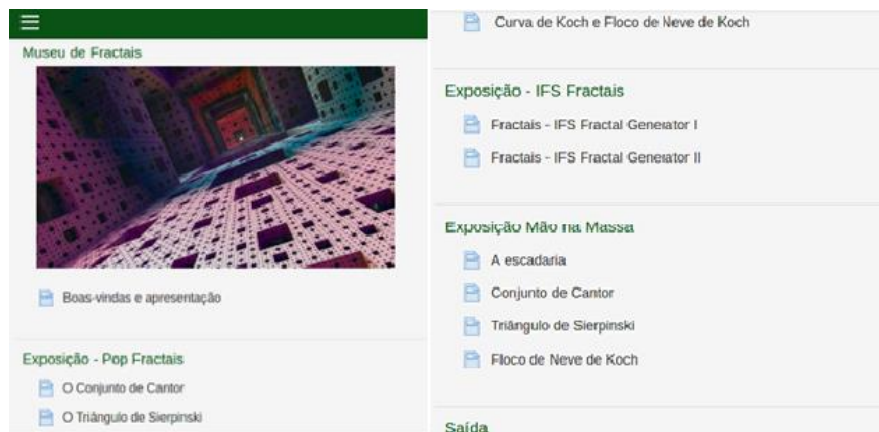 Museu de Fractais
Boas-vindas e apresentação
Exposição - Pop Fractais
O Conjunto de Cantor
O Triângulo de Sierpinski
Curva de Koch e Floco de Neve de Koch
Exposição - IFS Fractais
Fractais - IFS Fractal Generator I
Fractais - IFS Fractal Generator II
Exposição Mão na Massa
A escadaria
Conjunto de Cantor
Triângulo de Sierpinski
Floco de Neve de Koch
Saída